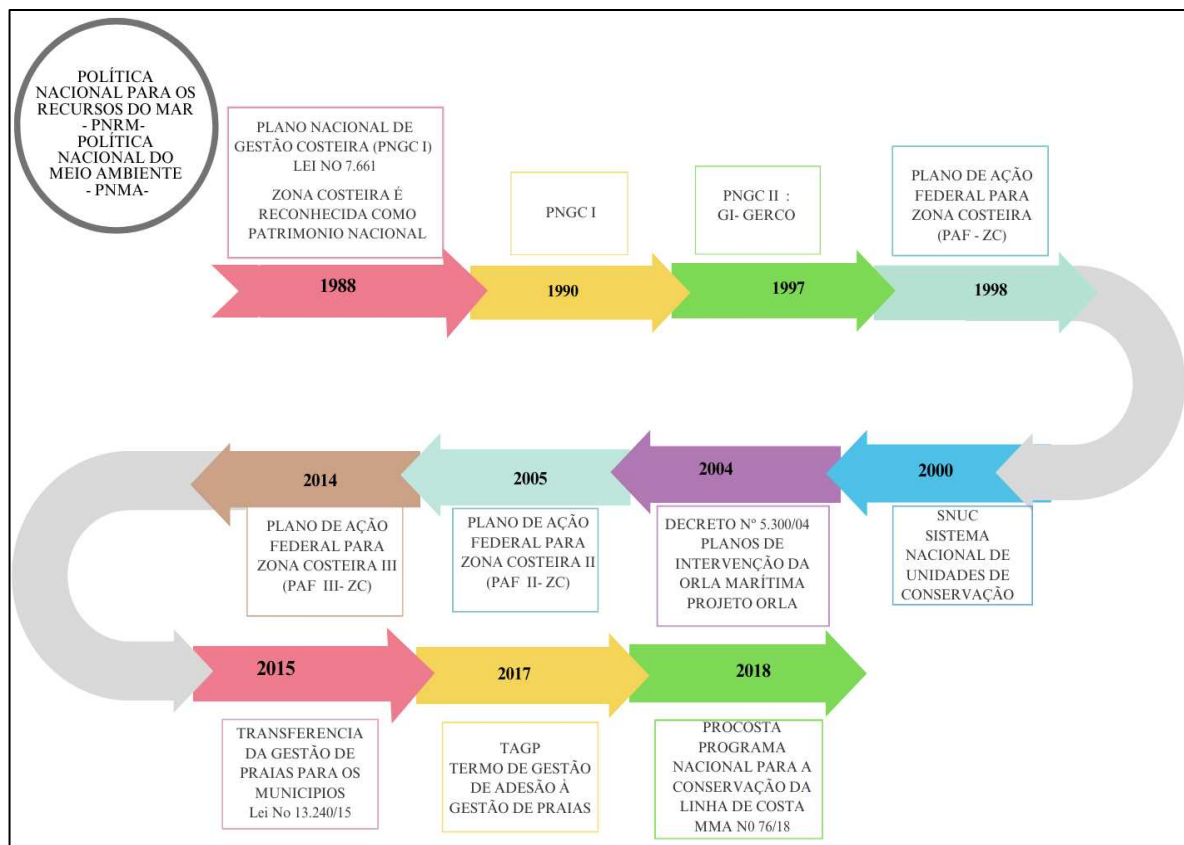 POLÍTICA
NACIONAL PARA OS
RECURSOS DO MAR
- PNRM-
POLÍTICA
NACIONAL DO
MEIO AMBIENTE
- PNMA-
PLANO NACIONAL DE
GESTÃO COSTEIRA (PNGC I)
LEI NO 7.661
ZONA COSTEIRA É
RECONHECIDA COMO
PATRIMONIO NACIONAL
1988
PNGC I
1990
PNGC II :
GI- GERCO
1997
PLANO DE AÇÃO
FEDERAL PARA
ZONA COSTEIRA
(PAF - ZC)
1998
2000
SNUC
SISTEMA
NACIONAL DE
UNIDADES DE
CONSERVAÇÃO
2004
DECRETO Nº 5.300/04
PLANOS DE
INTERVENÇÃO DA
ORLA MARÍTIMA
PROJETO ORLA
2005
PLANO DE AÇÃO
FEDERAL PARA
ZONA COSTEIRA II
(PAF II- ZC)
2014
PLANO DE AÇÃO
FEDERAL PARA
ZONA COSTEIRA III
(PAF III- ZC)
2015
TRANSFERENCIA
DA GESTÃO DE
PRAIAS PARA OS
MUNICIPIOS
Lei No 13.240/15
2017
TAGP
TERMO DE GESTÃO
DE ADESÃO À
GESTÃO DE PRAIAS
2018
PROCOSTA
PROGRAMA
NACIONAL PARA A
CONSERVAÇÃO DA
LINHA DE COSTA
MMA N0 76/18